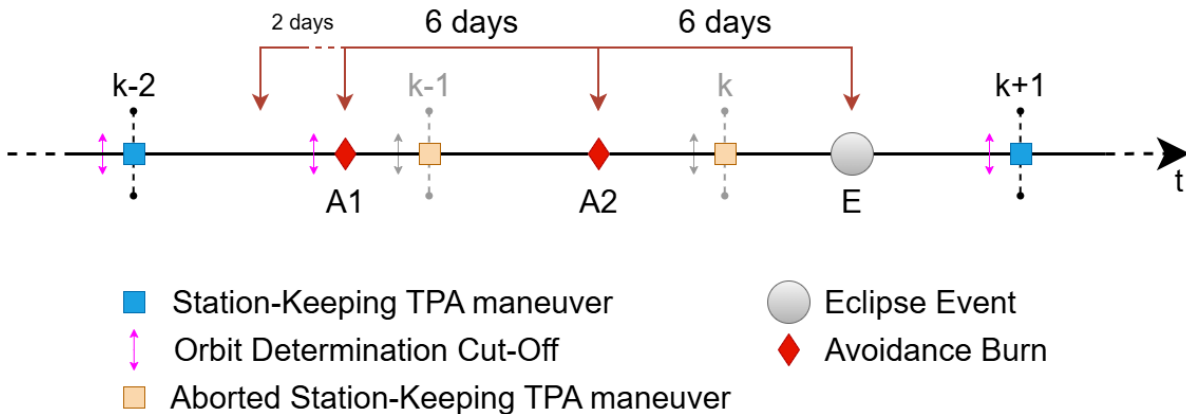 2 days
6 days
6 days
k-2
k-1
k
k+1
A1
A2
E
t
Station-Keeping TPA maneuver
Orbit Determination Cut-Off
Aborted Station-Keeping TPA maneuver
Eclipse Event
Avoidance Burn